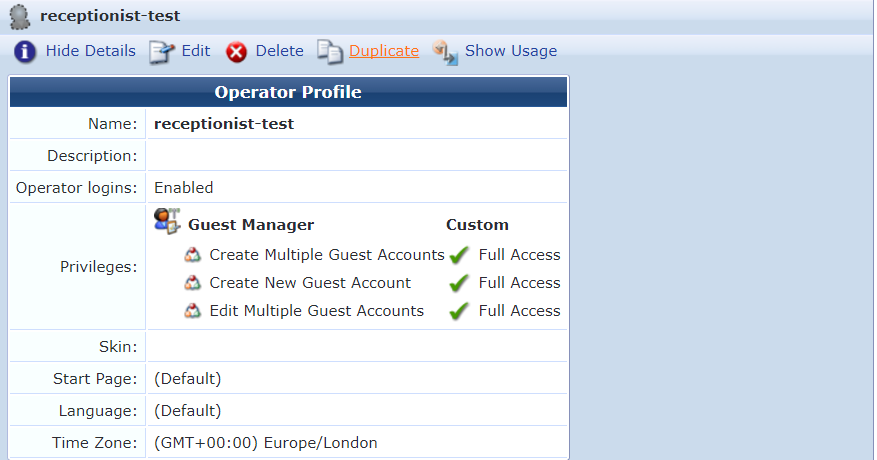 receptionist-test
Hide Details Edit Delete Duplicate Show Usage
Operator Profile
Name: receptionist-test
Description:
Operator logins: Enabled
Guest Manager Custom
Create Multiple Guest Accounts Full Access
Privileges: Create New Guest Account Full Access
Edit Multiple Guest Accounts Full Access
Skin:
Start Page: (Default)
Language: (Default)
Time Zone: (GMT+00:00) Europe/London